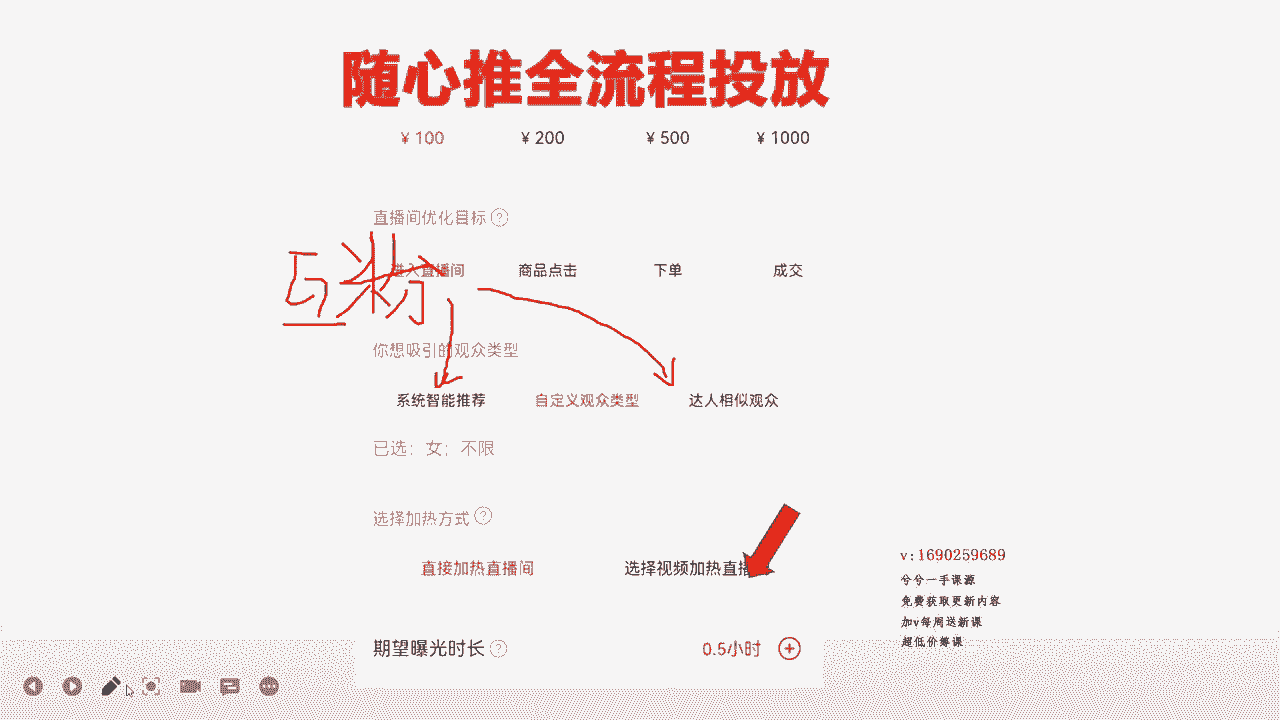 随心推全流程投放
¥ 100 ¥ 200 ¥ 500 ¥ 1000
直播间优化目标 ?
进入直播间 商品点击 下单 成交
互粉
你想吸引的观众类型
系统智能推荐 自定义观众类型 达人相似观众
已选：女；不限
选择加热方式 ?
直接加热直播间 选择视频加热直播
期望曝光时长 ? 0.5小时 +
v:1690259689
兮兮一手课源
免费获取更新内容
加v每周送新课
超低价筹课